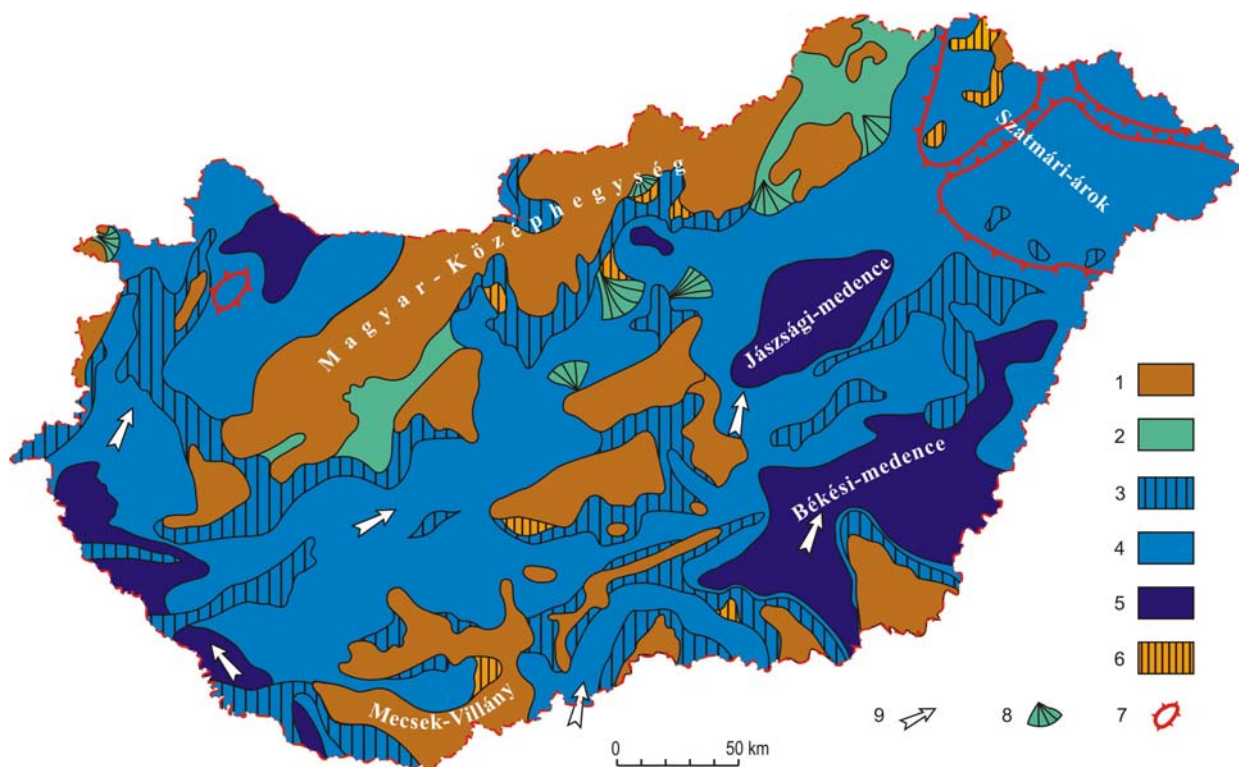 Magyar-Középhegység
Szatmári-árok
Jászsági-medence
Békési-medence
Mecsek-Villány
1
2
3
4
5
6
9
8
7
0 50 km